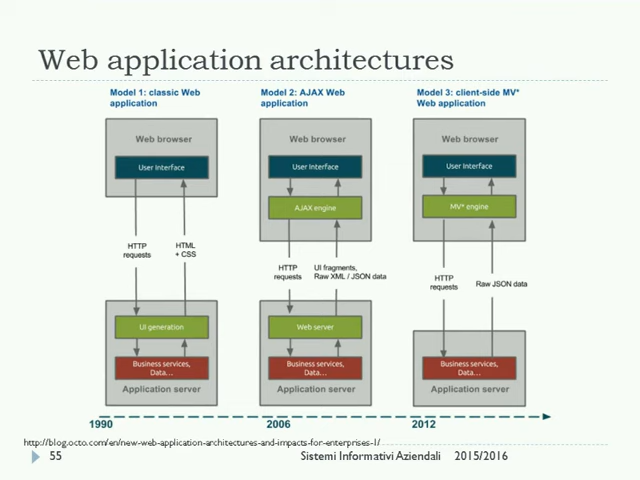 Web application architectures
Model 1: classic Web
application
Web browser
User Interface
HTTP
requests
HTML
+ CSS
UI generation
Business services,
Data...
Application server
Model 2: AJAX Web
application
Web browser
User Interface
AJAX engine
HTTP
requests
UI fragments,
Raw XML / JSON data
Web server
Business services,
Data...
Application server
Model 3: client-side MV*
Web application
Web browser
User Interface
MV* engine
HTTP
requests
Raw JSON data
Business services,
Data...
Application server
1990
2006
2012
http://blog.octo.com/en/new-web-application-architectures-and-impacts-for-enterprises-1/
55
Sistemi Informativi Aziendali 2015/2016